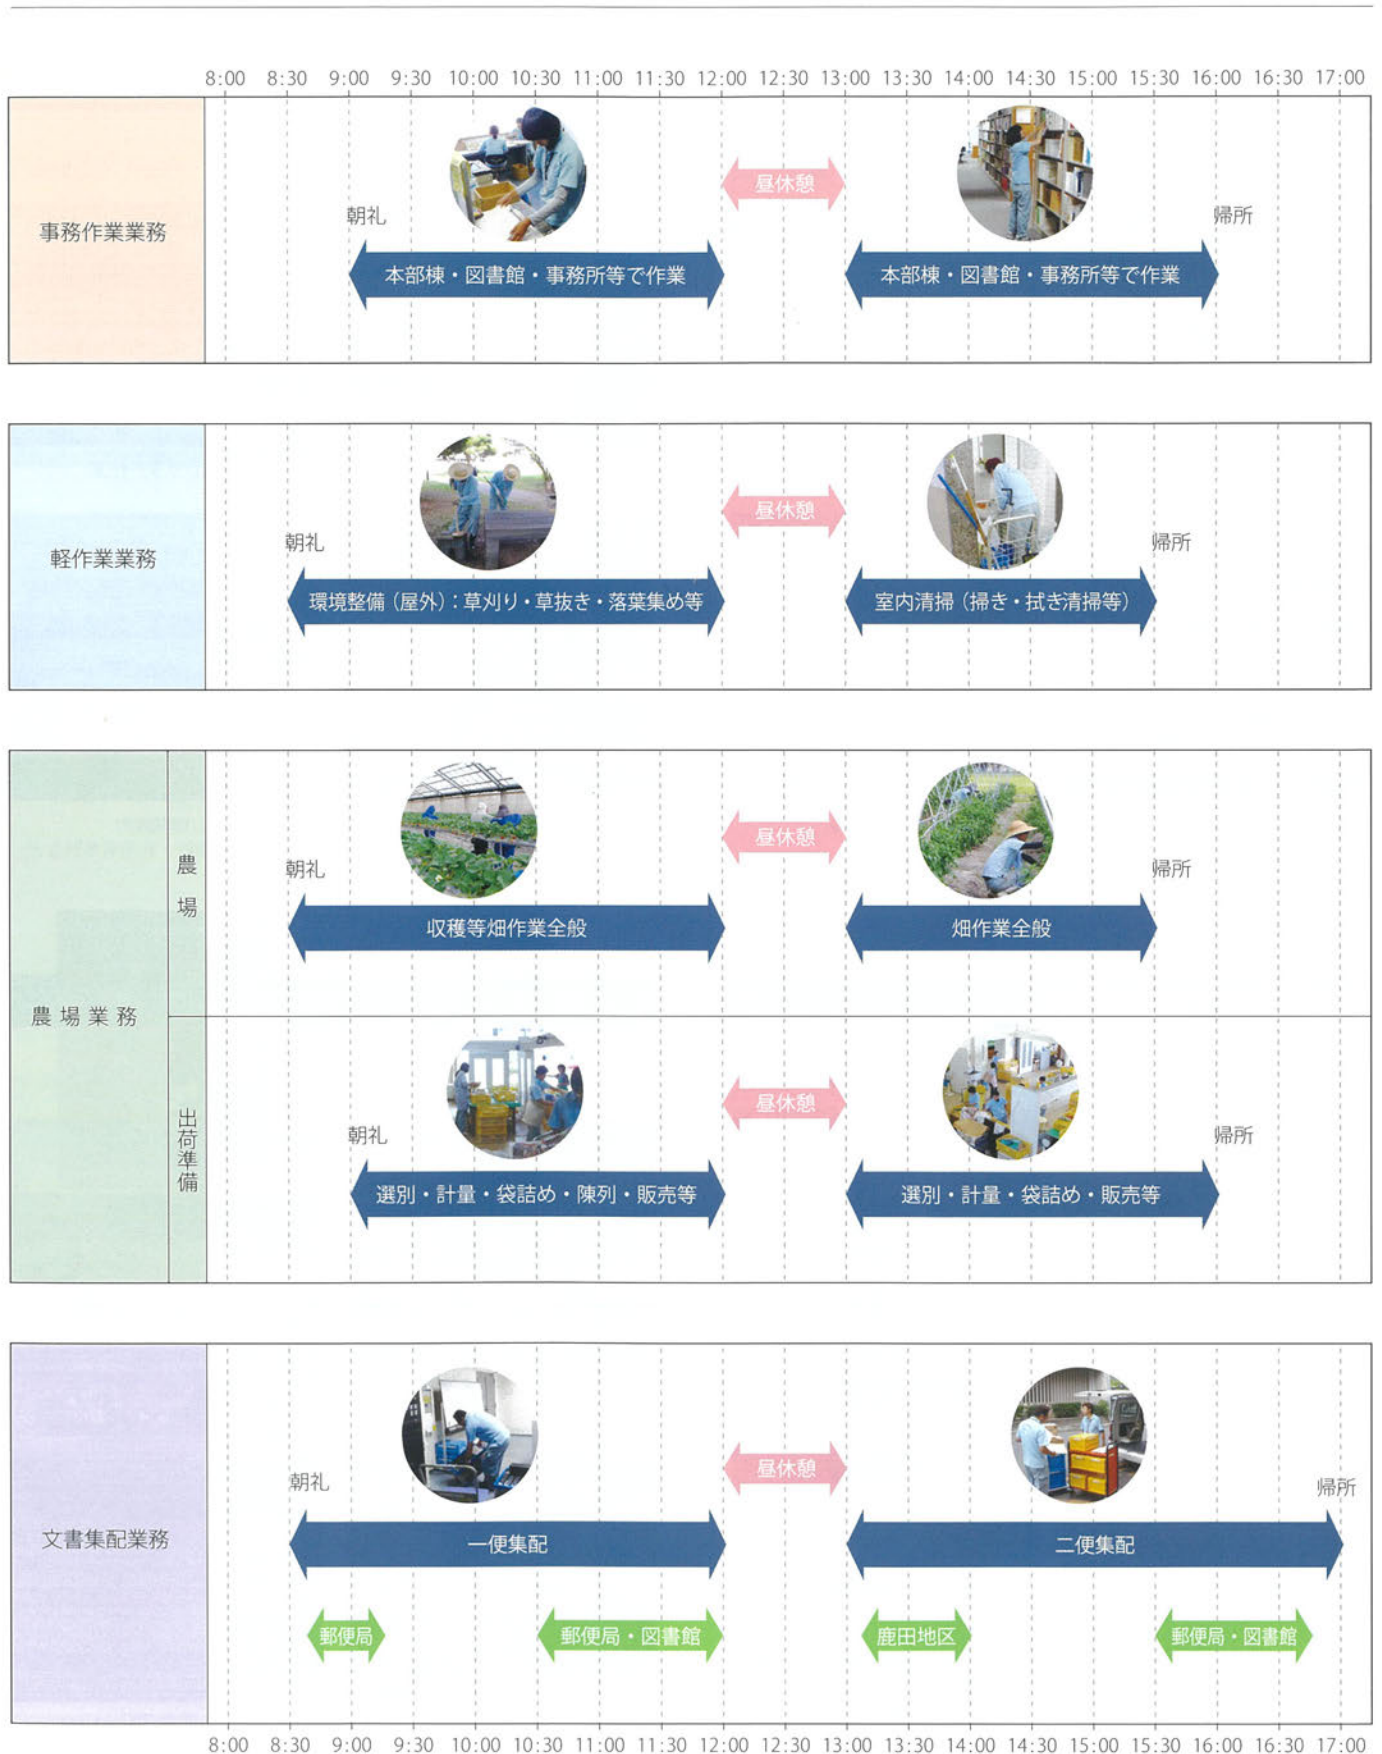 8:00 8:30 9:00 9:30 10:00 10:30 11:00 11:30 12:00 12:30 13:00 13:30 14:00 14:30 15:00 15:30 16:00 16:30 17:00
事務作業業務
昼休憩
朝礼
帰所
本部棟・図書館・事務所等で作業
本部棟・図書館・事務所等で作業
軽作業業務
昼休憩
朝礼
帰所
環境整備（屋外）：草刈り・草抜き・落葉集め等
室内清掃（掃き・拭き清掃等）
農場業務
農場
昼休憩
朝礼
帰所
収穫等畑作業全般
畑作業全般
出荷準備
昼休憩
朝礼
帰所
選別・計量・袋詰め・陳列・販売等
選別・計量・袋詰め・販売等
文書集配業務
昼休憩
朝礼
帰所
一便集配
二便集配
郵便局
郵便局・図書館
鹿田地区
郵便局・図書館
8:00 8:30 9:00 9:30 10:00 10:30 11:00 11:30 12:00 12:30 13:00 13:30 14:00 14:30 15:00 15:30 16:00 16:30 17:00